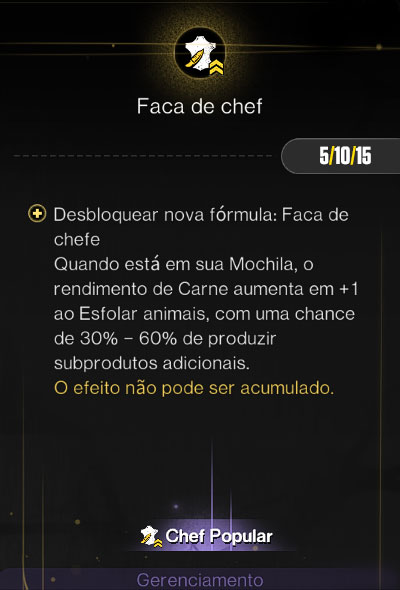 Faca de chef
5/10/15
Desbloquear nova fórmula: Faca de
chefe
Quando está em sua Mochila, o
rendimento de Carne aumenta em +1
ao Esfolar animais, com uma chance
de 30% – 60% de produzir
subprodutos adicionais.
O efeito não pode ser acumulado.
Chef Popular
Gerenciamento